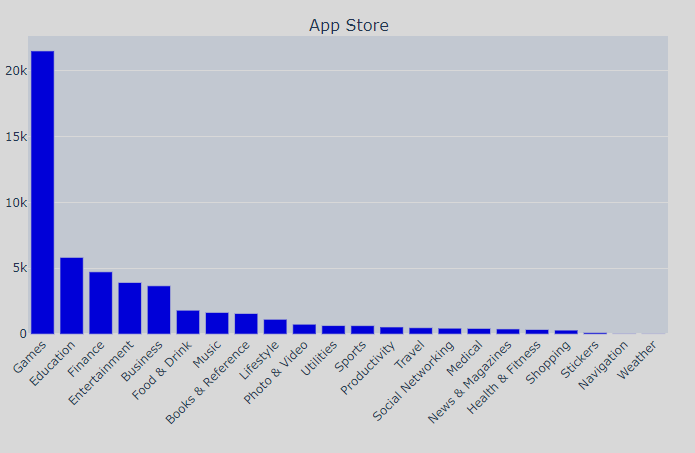 App Store
20k
15k
10k
5k
0
Games
Education
Finance
Entertainment
Business
Food & Drink
Music
Books & Reference
Lifestyle
Photo & Video
Utilities
Sports
Productivity
Travel
Social Networking
Medical
News & Magazines
Health & Fitness
Shopping
Stickers
Navigation
Weather